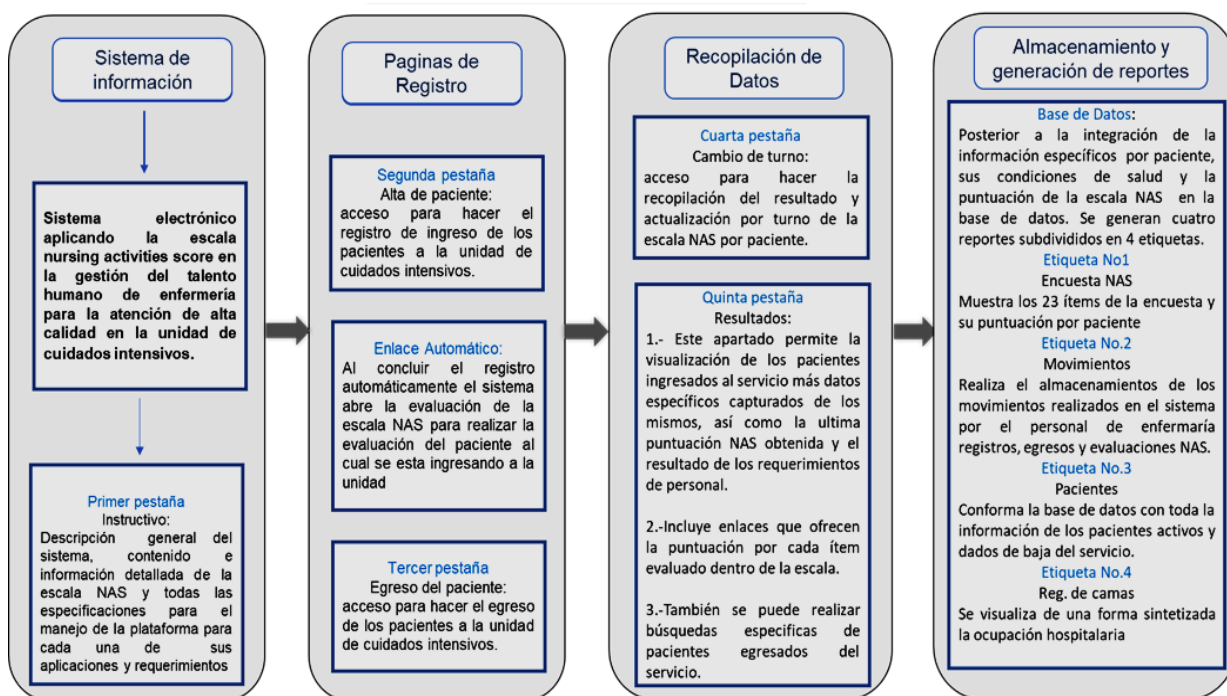 Sistema de
información
Sistema electrónico
aplicando la escala
nursing activities score en
la gestión del talento
humano de enfermería
para la atención de alta
calidad en la unidad de
cuidados intensivos.
Primer pestaña
Instructivo:
Descripción general del
sistema, contenido e
información detallada de la
escala NAS y todas las
especificaciones para el
manejo de la plataforma para
cada una de sus
aplicaciones y requerimientos
Paginas de
Registro
Segunda pestaña
Alta de paciente:
acceso para hacer el
registro de ingreso de los
pacientes a la unidad de
cuidados intensivos.
Enlace Automático:
Al concluir el registro
automáticamente el sistema
abre la evaluación de la
escala NAS para realizar la
evaluación del paciente al
cual se esta ingresando a la
unidad
Tercer pestaña
Egreso del paciente:
acceso para hacer el egreso
de los pacientes a la unidad de
cuidados intensivos.
Recopilación de
Datos
Cuarta pestaña
Cambio de turno:
acceso para hacer la
recopilación del resultado y
actualización por turno de la
escala NAS por paciente.
Quinta pestaña
Resultados:
1.- Este apartado permite la
visualización de los pacientes
ingresados al servicio más datos
específicos capturados de los
mismos, así como la ultima
puntuación NAS obtenida y el
resultado de los requerimientos
de personal.
2.-Incluye enlaces que ofrecen
la puntuación por cada ítem
evaluado dentro de la escala.
3.-También se puede realizar
búsquedas especificas de
pacientes egresados del
servicio.
Almacenamiento y
generación de reportes
Base de Datos:
Posterior a la integración de la
información específicos por paciente,
sus condiciones de salud y la
puntuación de la escala NAS en la
base de datos. Se generan cuatro
reportes subdivididos en 4 etiquetas.
Etiqueta No1
Encuesta NAS
Muestra los 23 ítems de la encuesta y
su puntuación por paciente
Etiqueta No.2
Movimientos
Realiza el almacenamientos de los
movimientos realizados en el sistema
por el personal de enfermaría
registros, egresos y evaluaciones NAS.
Etiqueta No.3
Pacientes
Conforma la base de datos con toda la
información de los pacientes activos y
dados de baja del servicio.
Etiqueta No.4
Reg. de camas
Se visualiza de una forma sintetizada
la ocupación hospitalaria